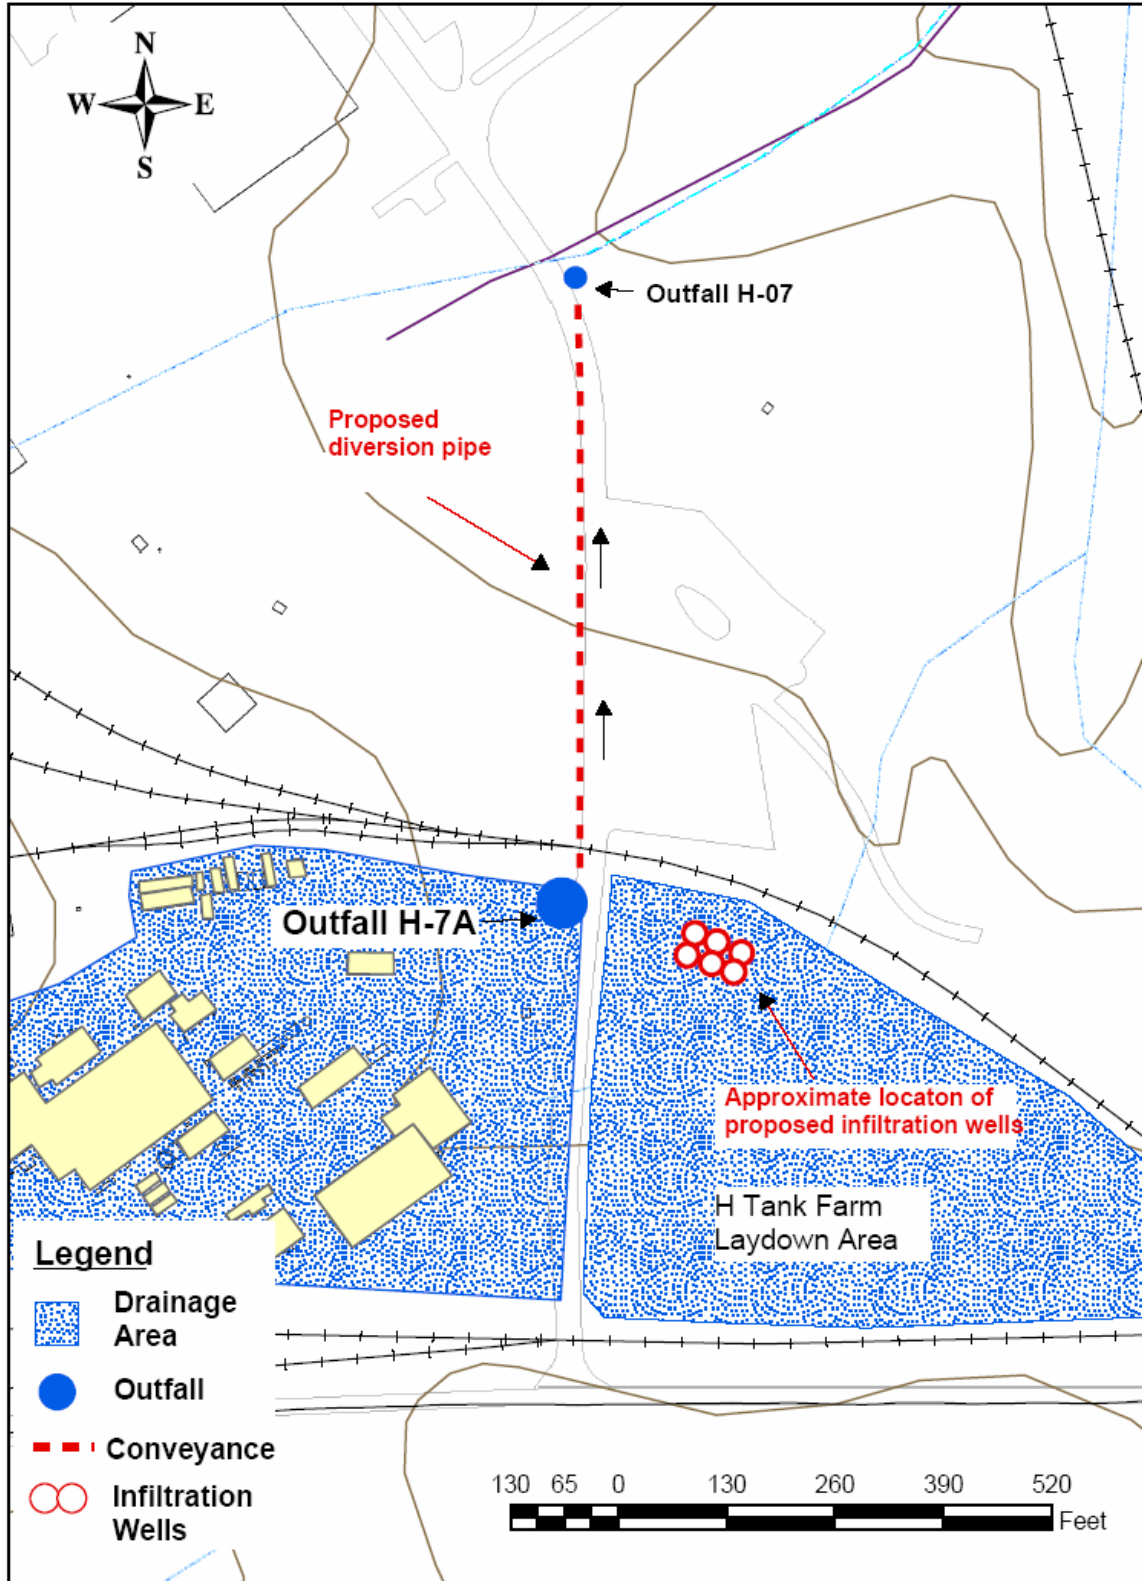 N
W E
S
Outfall H-07
Proposed
diversion pipe
Outfall H-7A
Approximate locaton of
proposed infiltration wells
H Tank Farm
Laydown Area
Legend
Drainage
Area
Outfall
Conveyance
Infiltration
Wells
130 65 0 130 260 390 520
Feet